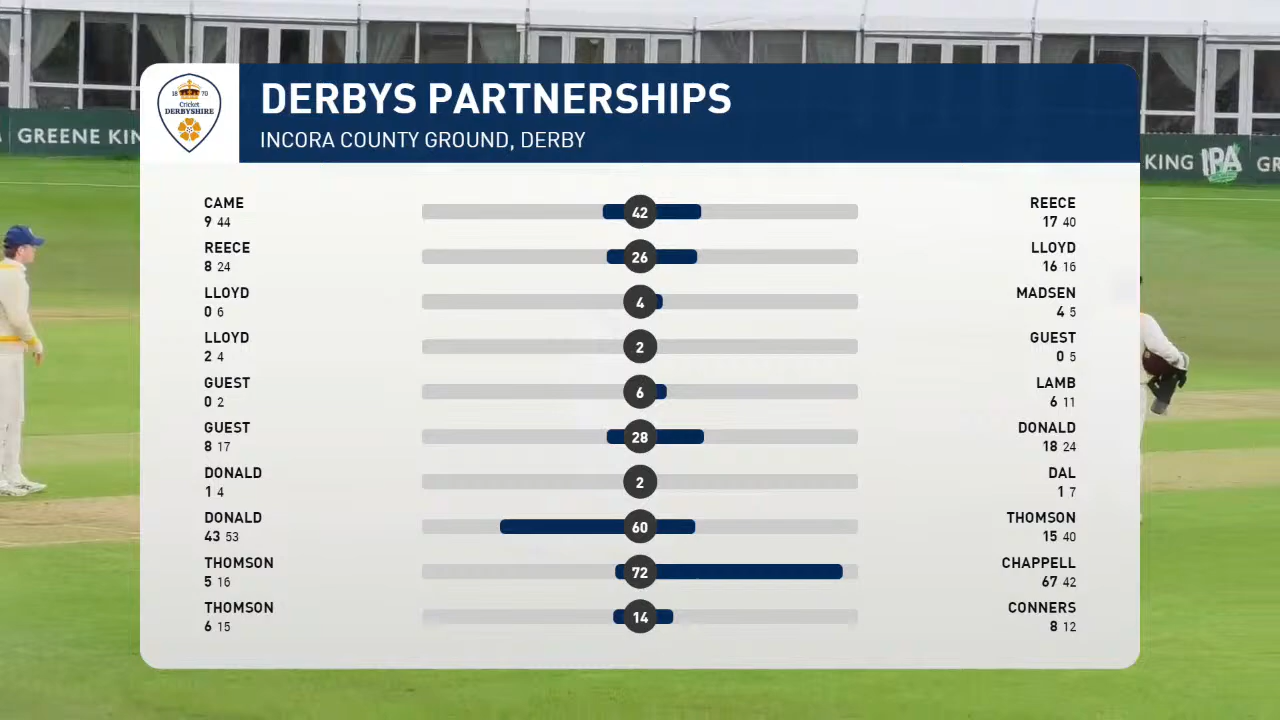 DERBYS PARTNERSHIPS
INCORA COUNTY GROUND, DERBY
18 70
Cricket
DERBYSHIRE
GREENE KIN
KING IPA GR
CAME 42 REECE
9 44 17 40
REECE 26 LLOYD
8 24 16 16
LLOYD 4 MADSEN
0 6 4 5
LLOYD 2 GUEST
2 4 0 5
GUEST 6 LAMB
0 2 6 11
GUEST 28 DONALD
8 17 18 24
DONALD 2 DAL
1 4 1 7
DONALD 60 THOMSON
43 53 15 40
THOMSON 72 CHAPPELL
5 16 67 42
THOMSON 14 CONNERS
6 15 8 12